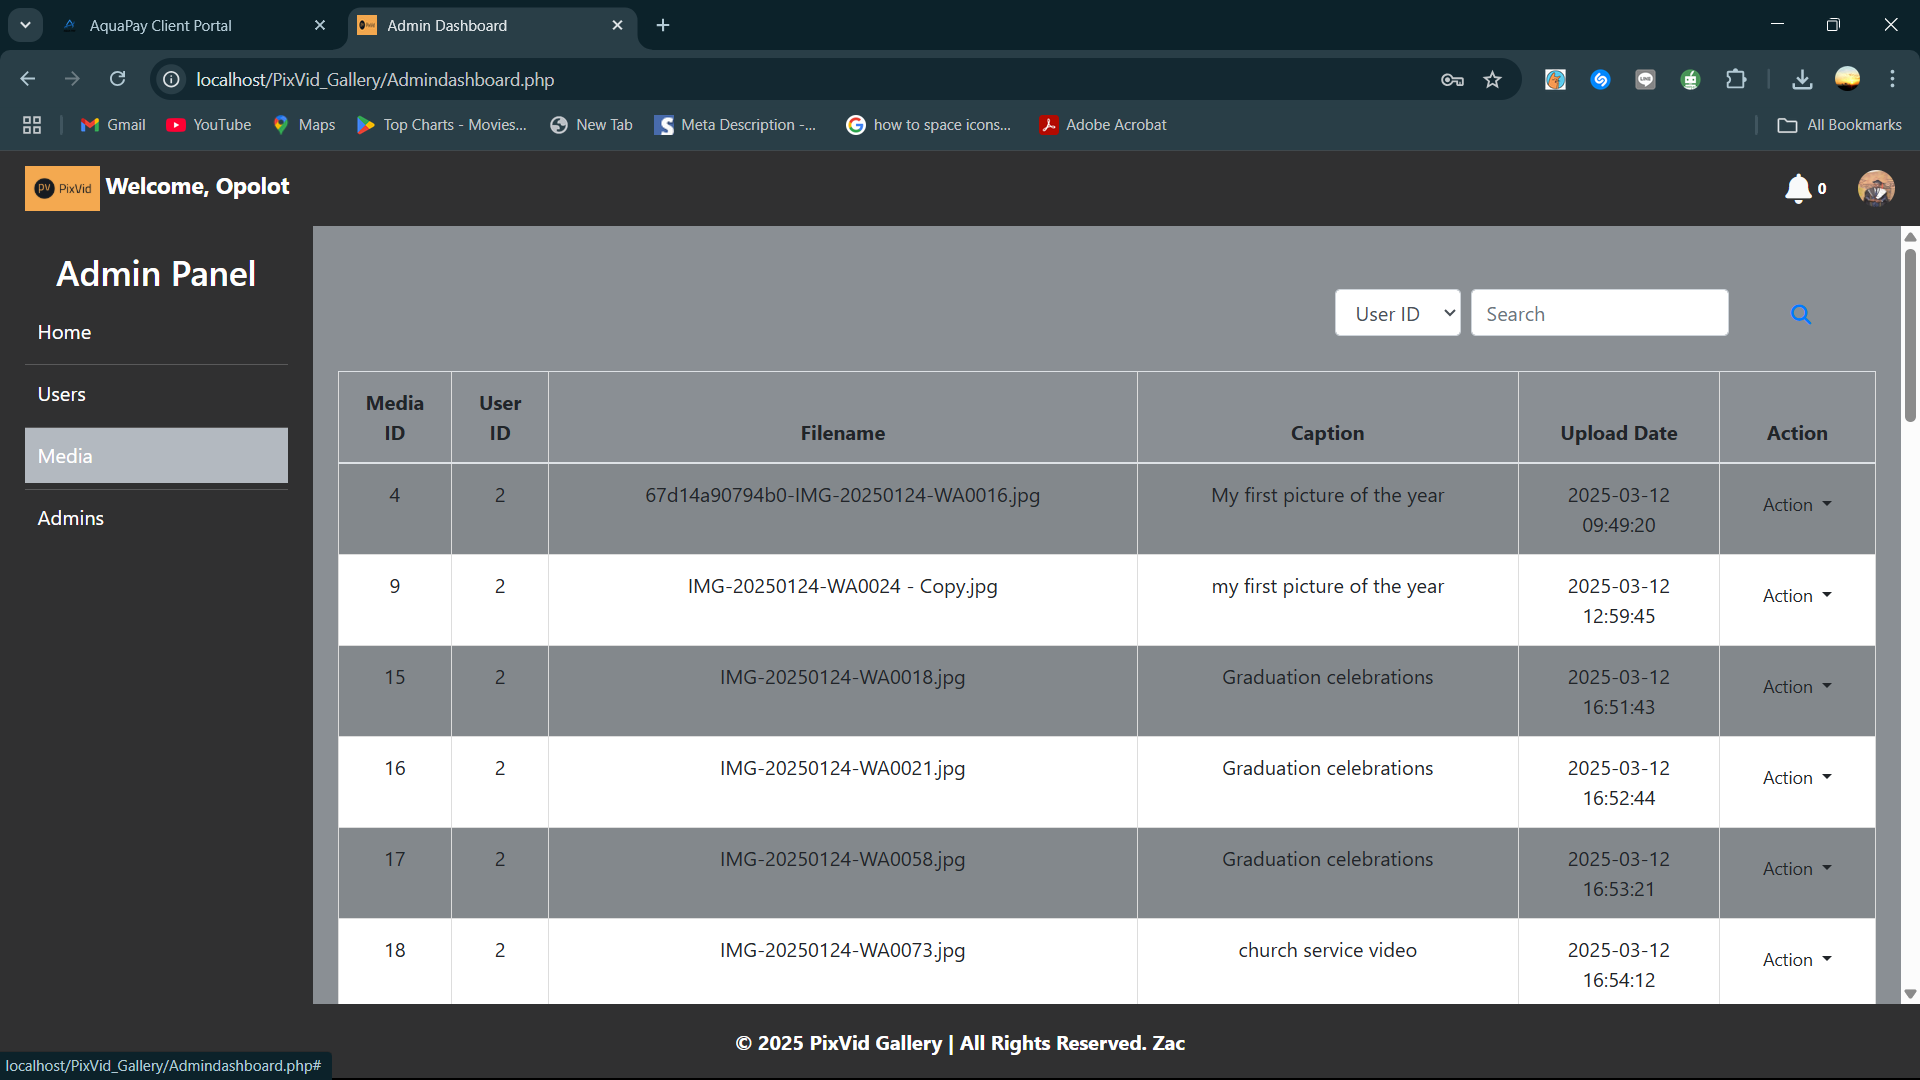 AquaPay Client Portal
Admin Dashboard
localhost/PixVid_Gallery/Admindashboard.php
Gmail
YouTube
Maps
Top Charts - Movies...
New Tab
Meta Description -...
how to space icons...
Adobe Acrobat
All Bookmarks
PV PixVid
Welcome, Opolot
0
Admin Panel
Home
Users
Media
Admins
User ID
Search
Media ID User ID Filename Caption Upload Date Action
4 2 67d14a90794b0-IMG-20250124-WA0016.jpg My first picture of the year 2025-03-12 09:49:20 Action
9 2 IMG-20250124-WA0024 - Copy.jpg my first picture of the year 2025-03-12 12:59:45 Action
15 2 IMG-20250124-WA0018.jpg Graduation celebrations 2025-03-12 16:51:43 Action
16 2 IMG-20250124-WA0021.jpg Graduation celebrations 2025-03-12 16:52:44 Action
17 2 IMG-20250124-WA0058.jpg Graduation celebrations 2025-03-12 16:53:21 Action
18 2 IMG-20250124-WA0073.jpg church service video 2025-03-12 16:54:12 Action
© 2025 PixVid Gallery | All Rights Reserved. Zac
localhost/PixVid_Gallery/Admindashboard.php#